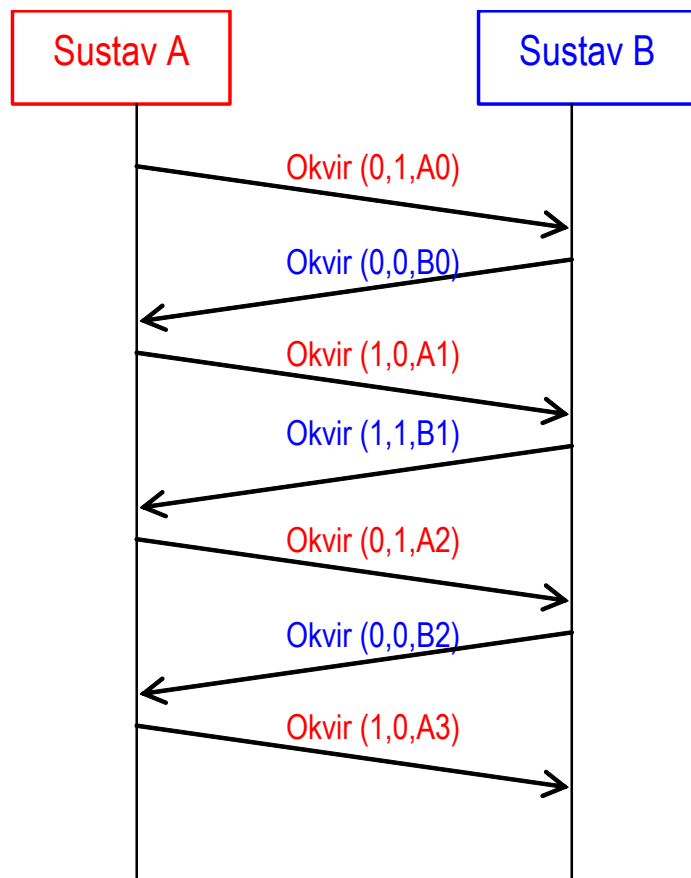 Sustav A
Sustav B
Okvir (0,1,A0)
Okvir (0,0,B0)
Okvir (1,0,A1)
Okvir (1,1,B1)
Okvir (0,1,A2)
Okvir (0,0,B2)
Okvir (1,0,A3)